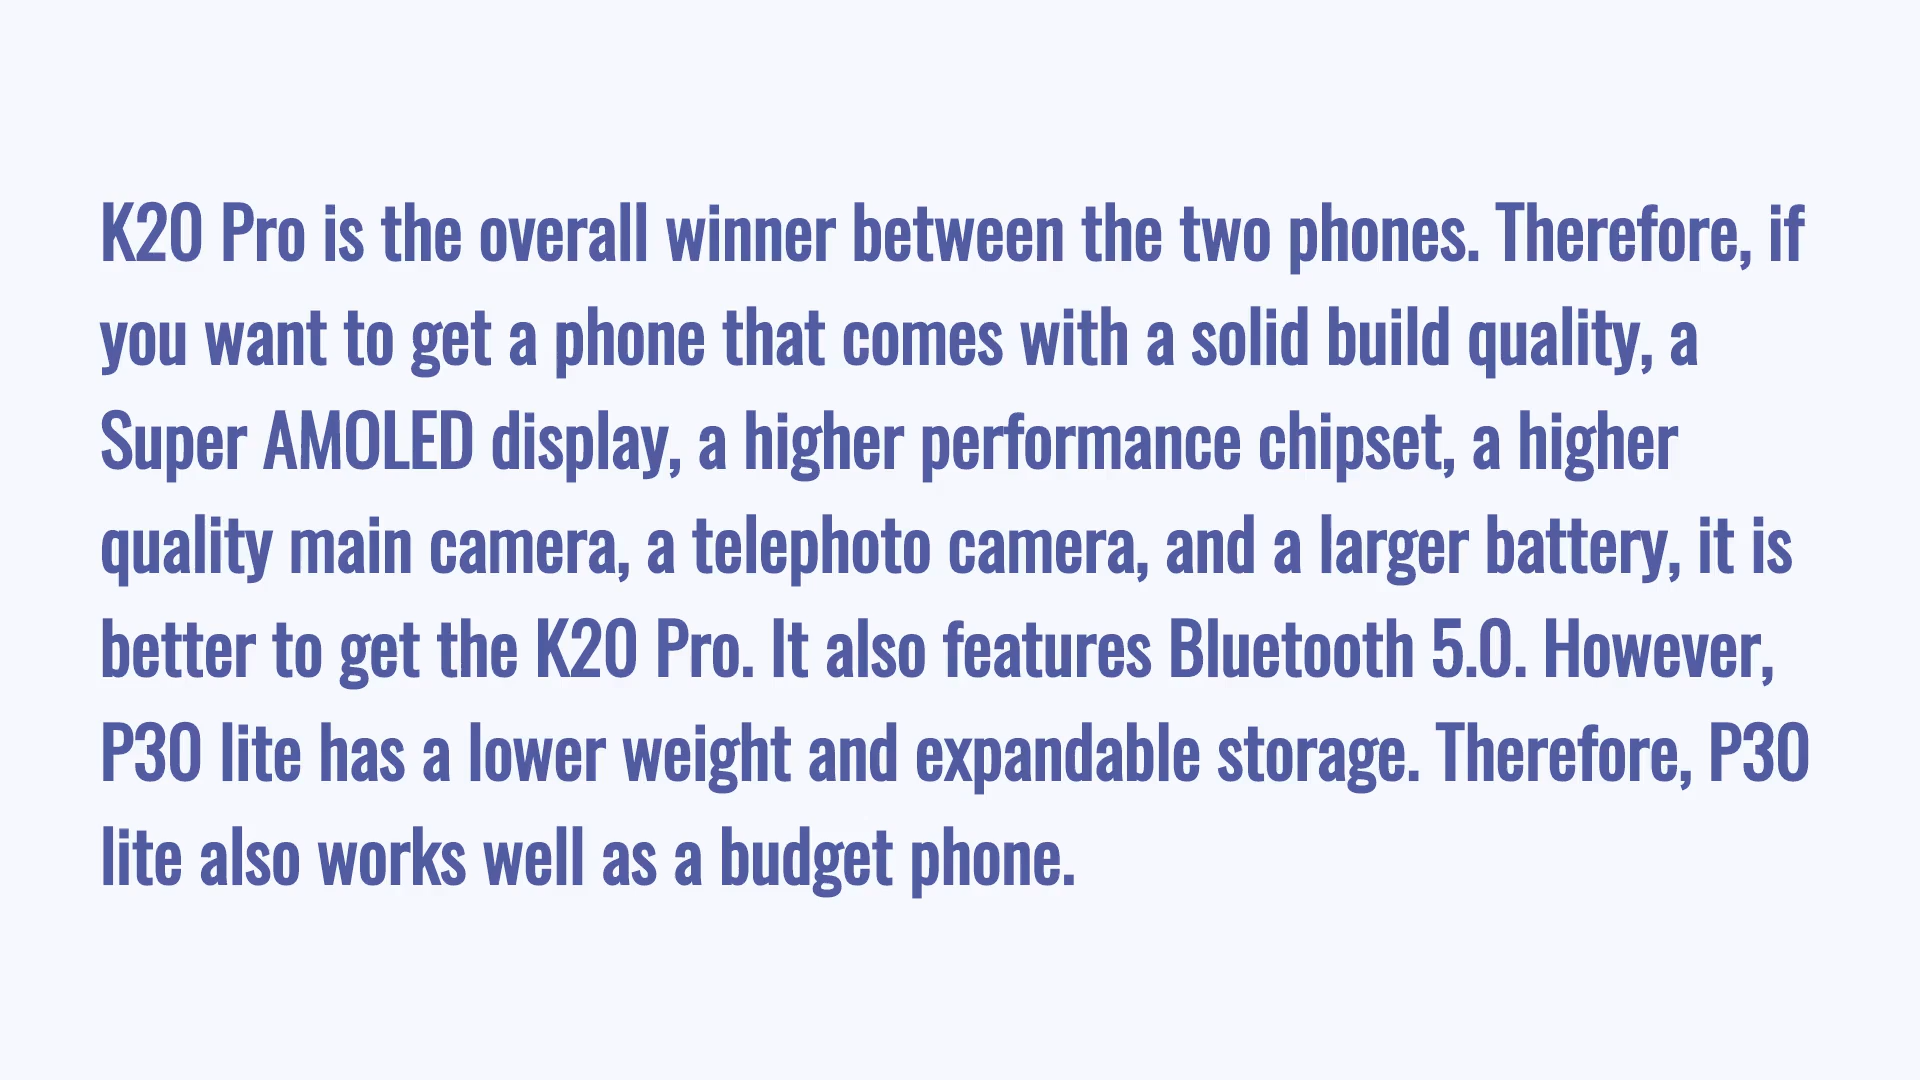 K20 Pro is the overall winner between the two phones. Therefore, if
you want to get a phone that comes with a solid build quality, a
Super AMOLED display, a higher performance chipset, a higher
quality main camera, a telephoto camera, and a larger battery, it is
better to get the K20 Pro. It also features Bluetooth 5.0. However,
P30 lite has a lower weight and expandable storage. Therefore, P30
lite also works well as a budget phone.